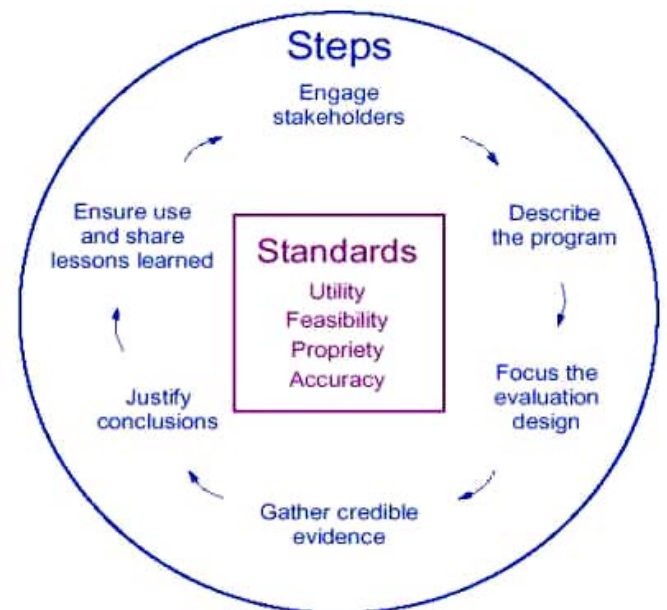 Steps
Engage
stakeholders
Describe
the program
Focus the
evaluation
design
Gather credible
evidence
Justify
conclusions
Ensure use
and share
lessons learned
Standards
Utility
Feasibility
Propriety
Accuracy